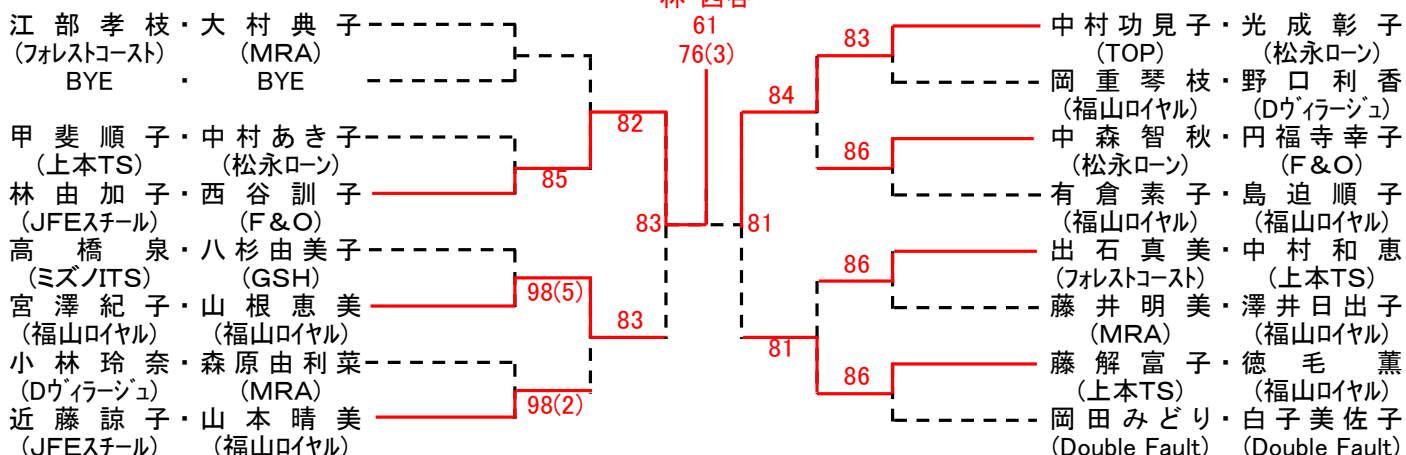 林・西谷
61
76(3)
江部孝枝・大村典子
(フォレストコースト) (MRA)
BYE ・ BYE
甲斐順子・中村あき子
(上本TS) (松永ローン)
林由加子・西谷訓子
(JFEスチール) (F&O)
高橋泉・八杉由美子
(ミズノITS) (GSH)
宮澤紀子・山根恵美
(福山ロイヤル) (福山ロイヤル)
小林玲奈・森原由利菜
(Dヴィラージュ) (MRA)
近藤諒子・山本晴美
(JFEスチール) (福山ロイヤル)
85
98(5)
98(2)
82
83
83
81
84
81
83
86
86
86
中村功見子・光成彰子
(TOP) (松永ローン)
岡重琴枝・野口利香
(福山ロイヤル) (Dヴィラージュ)
中森智秋・円福寺幸子
(松永ローン) (F&O)
有倉素子・島迫順子
(福山ロイヤル) (福山ロイヤル)
出石真美・中村和恵
(フォレストコースト) (上本TS)
藤井明美・澤井日出子
(MRA) (福山ロイヤル)
藤解富子・徳毛薫
(上本TS) (福山ロイヤル)
岡田みどり・白子美佐子
(Double Fault) (Double Fault)